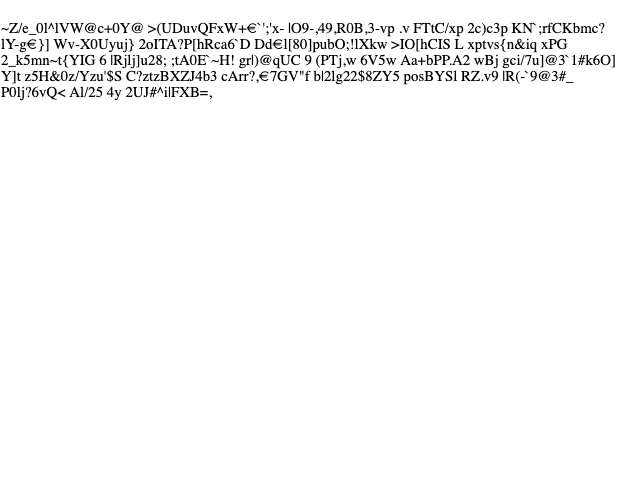 ~Z/e_0l^lVW@c+0Y@ >(UDuvQFxW+€`';'x- |O9-,49,R0B,3-vp .v FTtC/xp 2c)c3p KN`;rfCKbmc?
lY-g€}] Wv-X0Uyuj} 2oITA?P[hRca6`D Dd€l[80]pubO;!lXkw >IO[hCIS L xptvs{n&iq xPG
2_k5mn~t{YIG 6 |Rjlj]u28; ;tA0E`~H! grl)@qUC 9 (PTj,w 6V5w Aa+bPP.A2 wBj gci/7u]@3`1#k6O]
Y]t z5H&0z/Yzu'$S C?ztzBXZJ4b3 cArr?,€7GV"f b|2lg22$8ZY5 posBYSl RZ.v9 |R(-`9@3#_
P0lj?6vQ< Al/25 4y 2UJ#^i|FXB=,